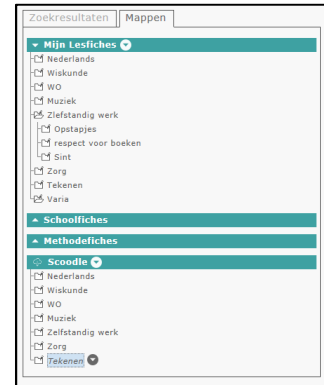 Zoekresultaten Mappen
Mijn Lesfiches
Nederlands
Wiskunde
WO
Muziek
Zlefstandig werk
Opstapjes
respect voor boeken
Sint
Zorg
Tekenen
Varia
Schoolfiches
Methodefiches
Scoodle
Nederlands
Wiskunde
WO
Muziek
Zelfstandig werk
Zorg
Tekenen